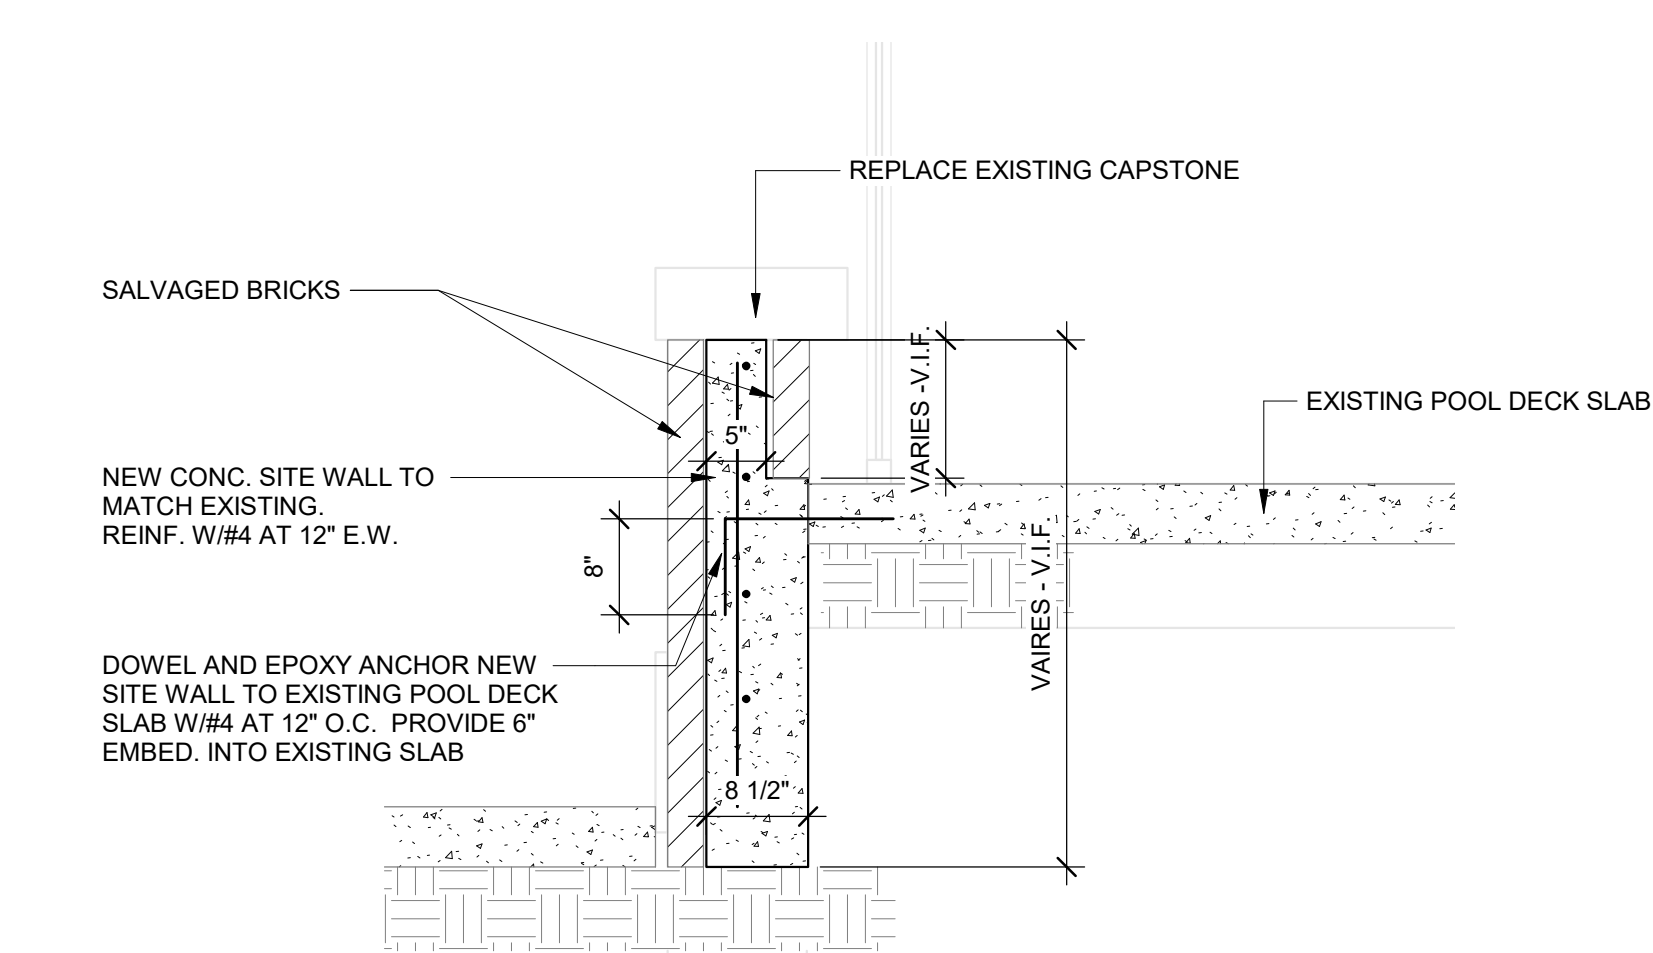 REPLACE EXISTING CAPSTONE
SALVAGED BRICKS
VARIES -V.I.F.
EXISTING POOL DECK SLAB
5"
NEW CONC. SITE WALL TO
MATCH EXISTING.
REINF. W/#4 AT 12" E.W.
8"
VAIRES - V.I.F.
DOWEL AND EPOXY ANCHOR NEW
SITE WALL TO EXISTING POOL DECK
SLAB W/#4 AT 12" O.C.  PROVIDE 6"
EMBED. INTO EXISTING SLAB
8 1/2"